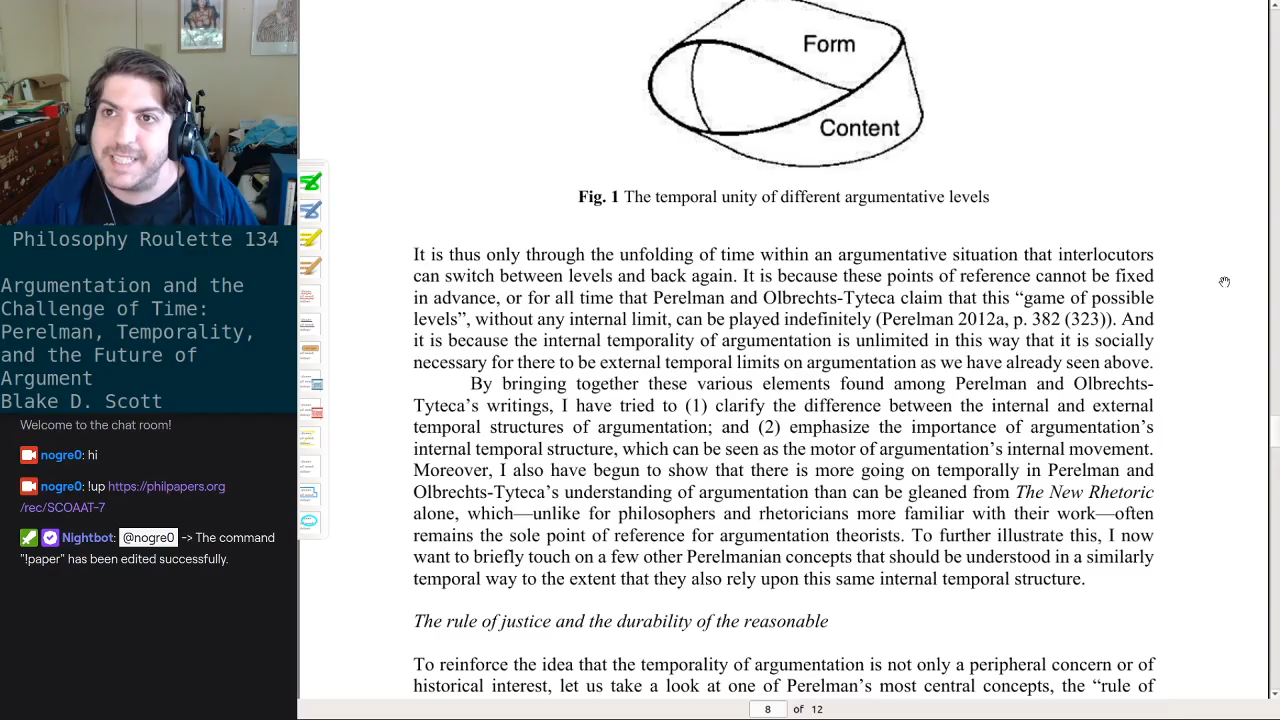 Form
Content
Fig. 1 The temporal unity of different argumentative levels
It is thus only through the unfolding of time within an argumentative situation that interlocutors
can switch between levels and back again. It is because these points of reference cannot be fixed
in advance, or for all time that Perelman and Olbrechts-Tyteca claim that this “game of possible
levels”, without any external limit, can be played indefinitely (Perelman 2012, p. 382 (323)). And
it is because the internal temporality of argumentation is unlimited in this sense that it is socially
necessary for there to be external temporal limits on argumentation, as we have already seen above.
By bringing together these various elements found among Perelman and Olbrechts-
Tyteca’s writings, I have tried to (1) clarify the difference between the internal and external
temporal structures of argumentation; and (2) emphasize the importance of argumentation’s
internal temporal structure, which can be seen as the motor of argumentation’s internal movement.
Moreover, I also have begun to show that there is more going on temporally in Perelman and
Olbrechts-Tyteca’s understanding of argumentation than can be gleaned from The New Rhetoric
alone, which—unlike for philosophers and rhetoricians more familiar with their work—often
remains the sole point of reference for argumentation theorists. To further illustrate this, I now
want to briefly touch on a few other Perelmanian concepts that should be understood in a similarly
temporal way to the extent that they also rely upon this same internal temporal structure.
The rule of justice and the durability of the reasonable
To reinforce the idea that the temporality of argumentation is not only a peripheral concern or of
historical interest, let us take a look at one of Perelman’s most central concepts, the “rule of
8 of 12
Philosophy Roulette 134
Argumentation and the
Challenge of Time:
Perelman, Temporality,
and the Future of
Argument
Blake D. Scott
Welcome to the chat room!
nogre0: hi
nogre0: !up https://philpapers.org
/rec/SCOAAT-7
Nightbot: @nogre0 -> The command
"!paper" has been edited successfully.